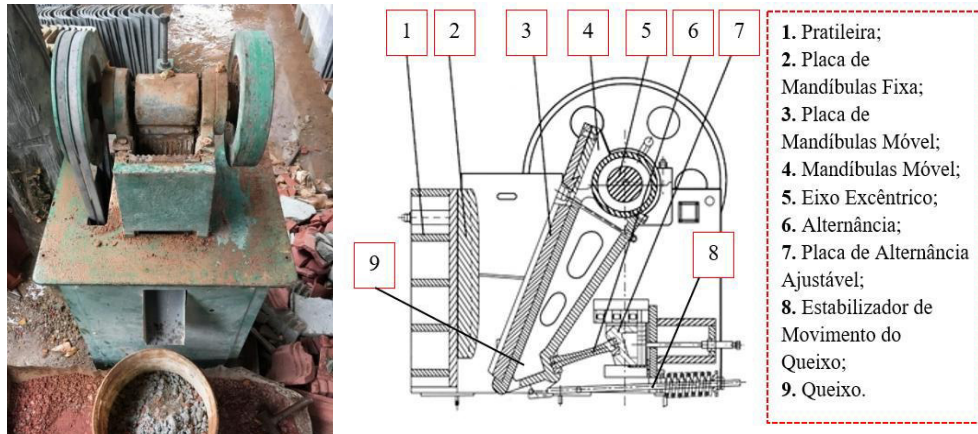 1 2 3 4 5 6 7
8
9
1. Pratileira;
2. Placa de
Mandíbulas Fixa;
3. Placa de
Mandíbulas Móvel;
4. Mandíbulas Móvel;
5. Eixo Excêntrico;
6. Alternância;
7. Placa de Alternância
Ajustável;
8. Estabilizador de
Movimento do
Queixo;
9. Queixo.